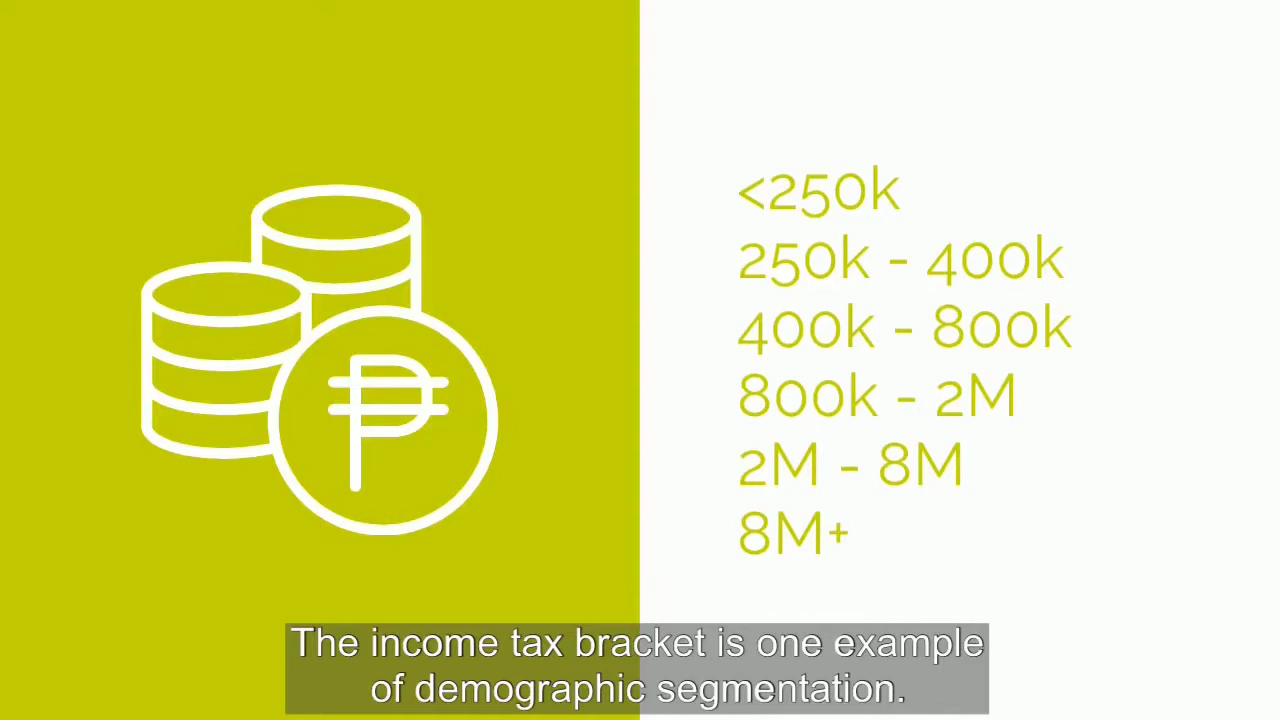 ₱
<250k
250k - 400k
400k - 800k
800k - 2M
2M - 8M
8M+
The income tax bracket is one example
of demographic segmentation.